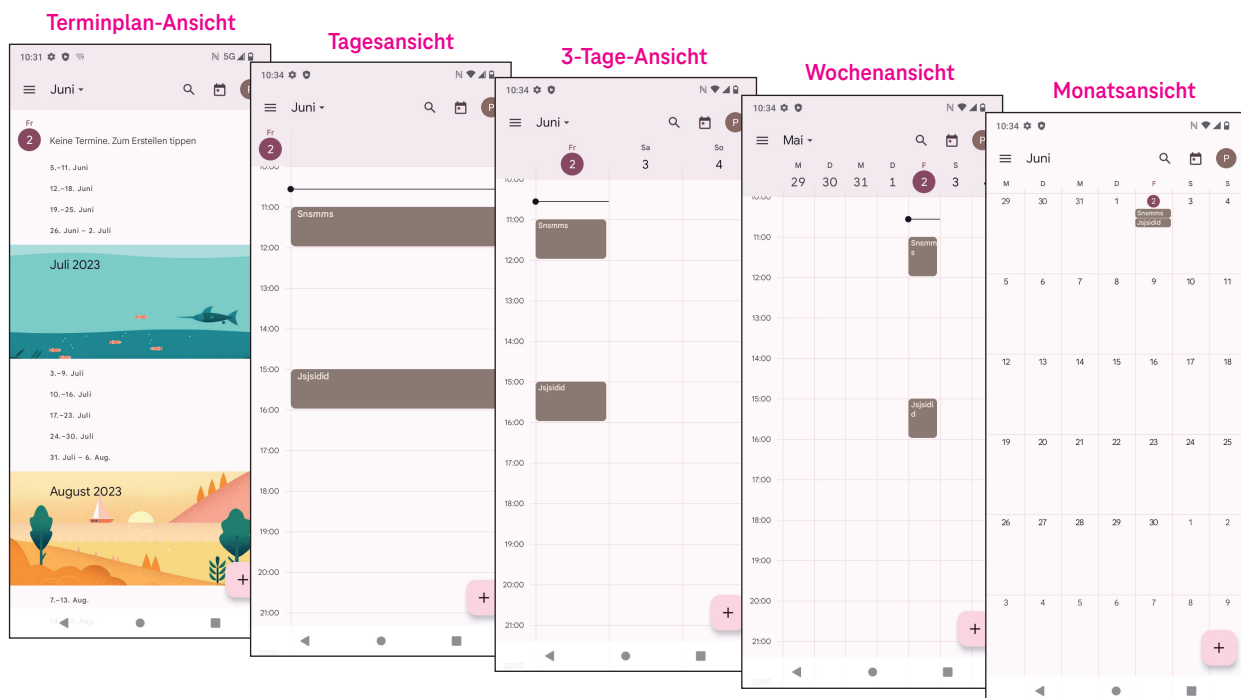 Terminplan-Ansicht
10:31
5G
Juni
P
Fr
2
Keine Termine. Zum Erstellen tippen
5.–11. Juni
12.–18. Juni
19.–25. Juni
26. Juni – 2. Juli
Juli 2023
3.–9. Juli
10.–16. Juli
17.–23. Juli
24.–30. Juli
31. Juli – 6. Aug.
August 2023
+
7.–13. Aug.
Tagesansicht
10:34
Juni
P
Fr
2
10:00
11:00
Snsmms
12:00
13:00
14:00
15:00
Jsjsidid
16:00
17:00
18:00
19:00
20:00
+
21:00
3-Tage-Ansicht
10:34
Juni
P
Fr Sa So
2 3 4
10:00
11:00
Snsmms
12:00
13:00
14:00
15:00
Jsjsidid
16:00
17:00
18:00
19:00
20:00
+
21:00
22:00
Wochenansicht
10:34
Mai
P
M D M D F S
29 30 31 1 2 3
10:00
11:00
Snsmm
s
12:00
13:00
14:00
15:00
Jsjsidi
d
16:00
17:00
18:00
19:00
20:00
+
21:00
22:00
Monatsansicht
10:34
Juni
P
M D M D F S S
29 30 31 1 2 3 4
Snsmms
Jsjsidid
5 6 7 8 9 10 11
12 13 14 15 16 17 18
19 20 21 22 23 24 25
26 27 28 29 30 1 2
3 4 5 6 7 8 9
+